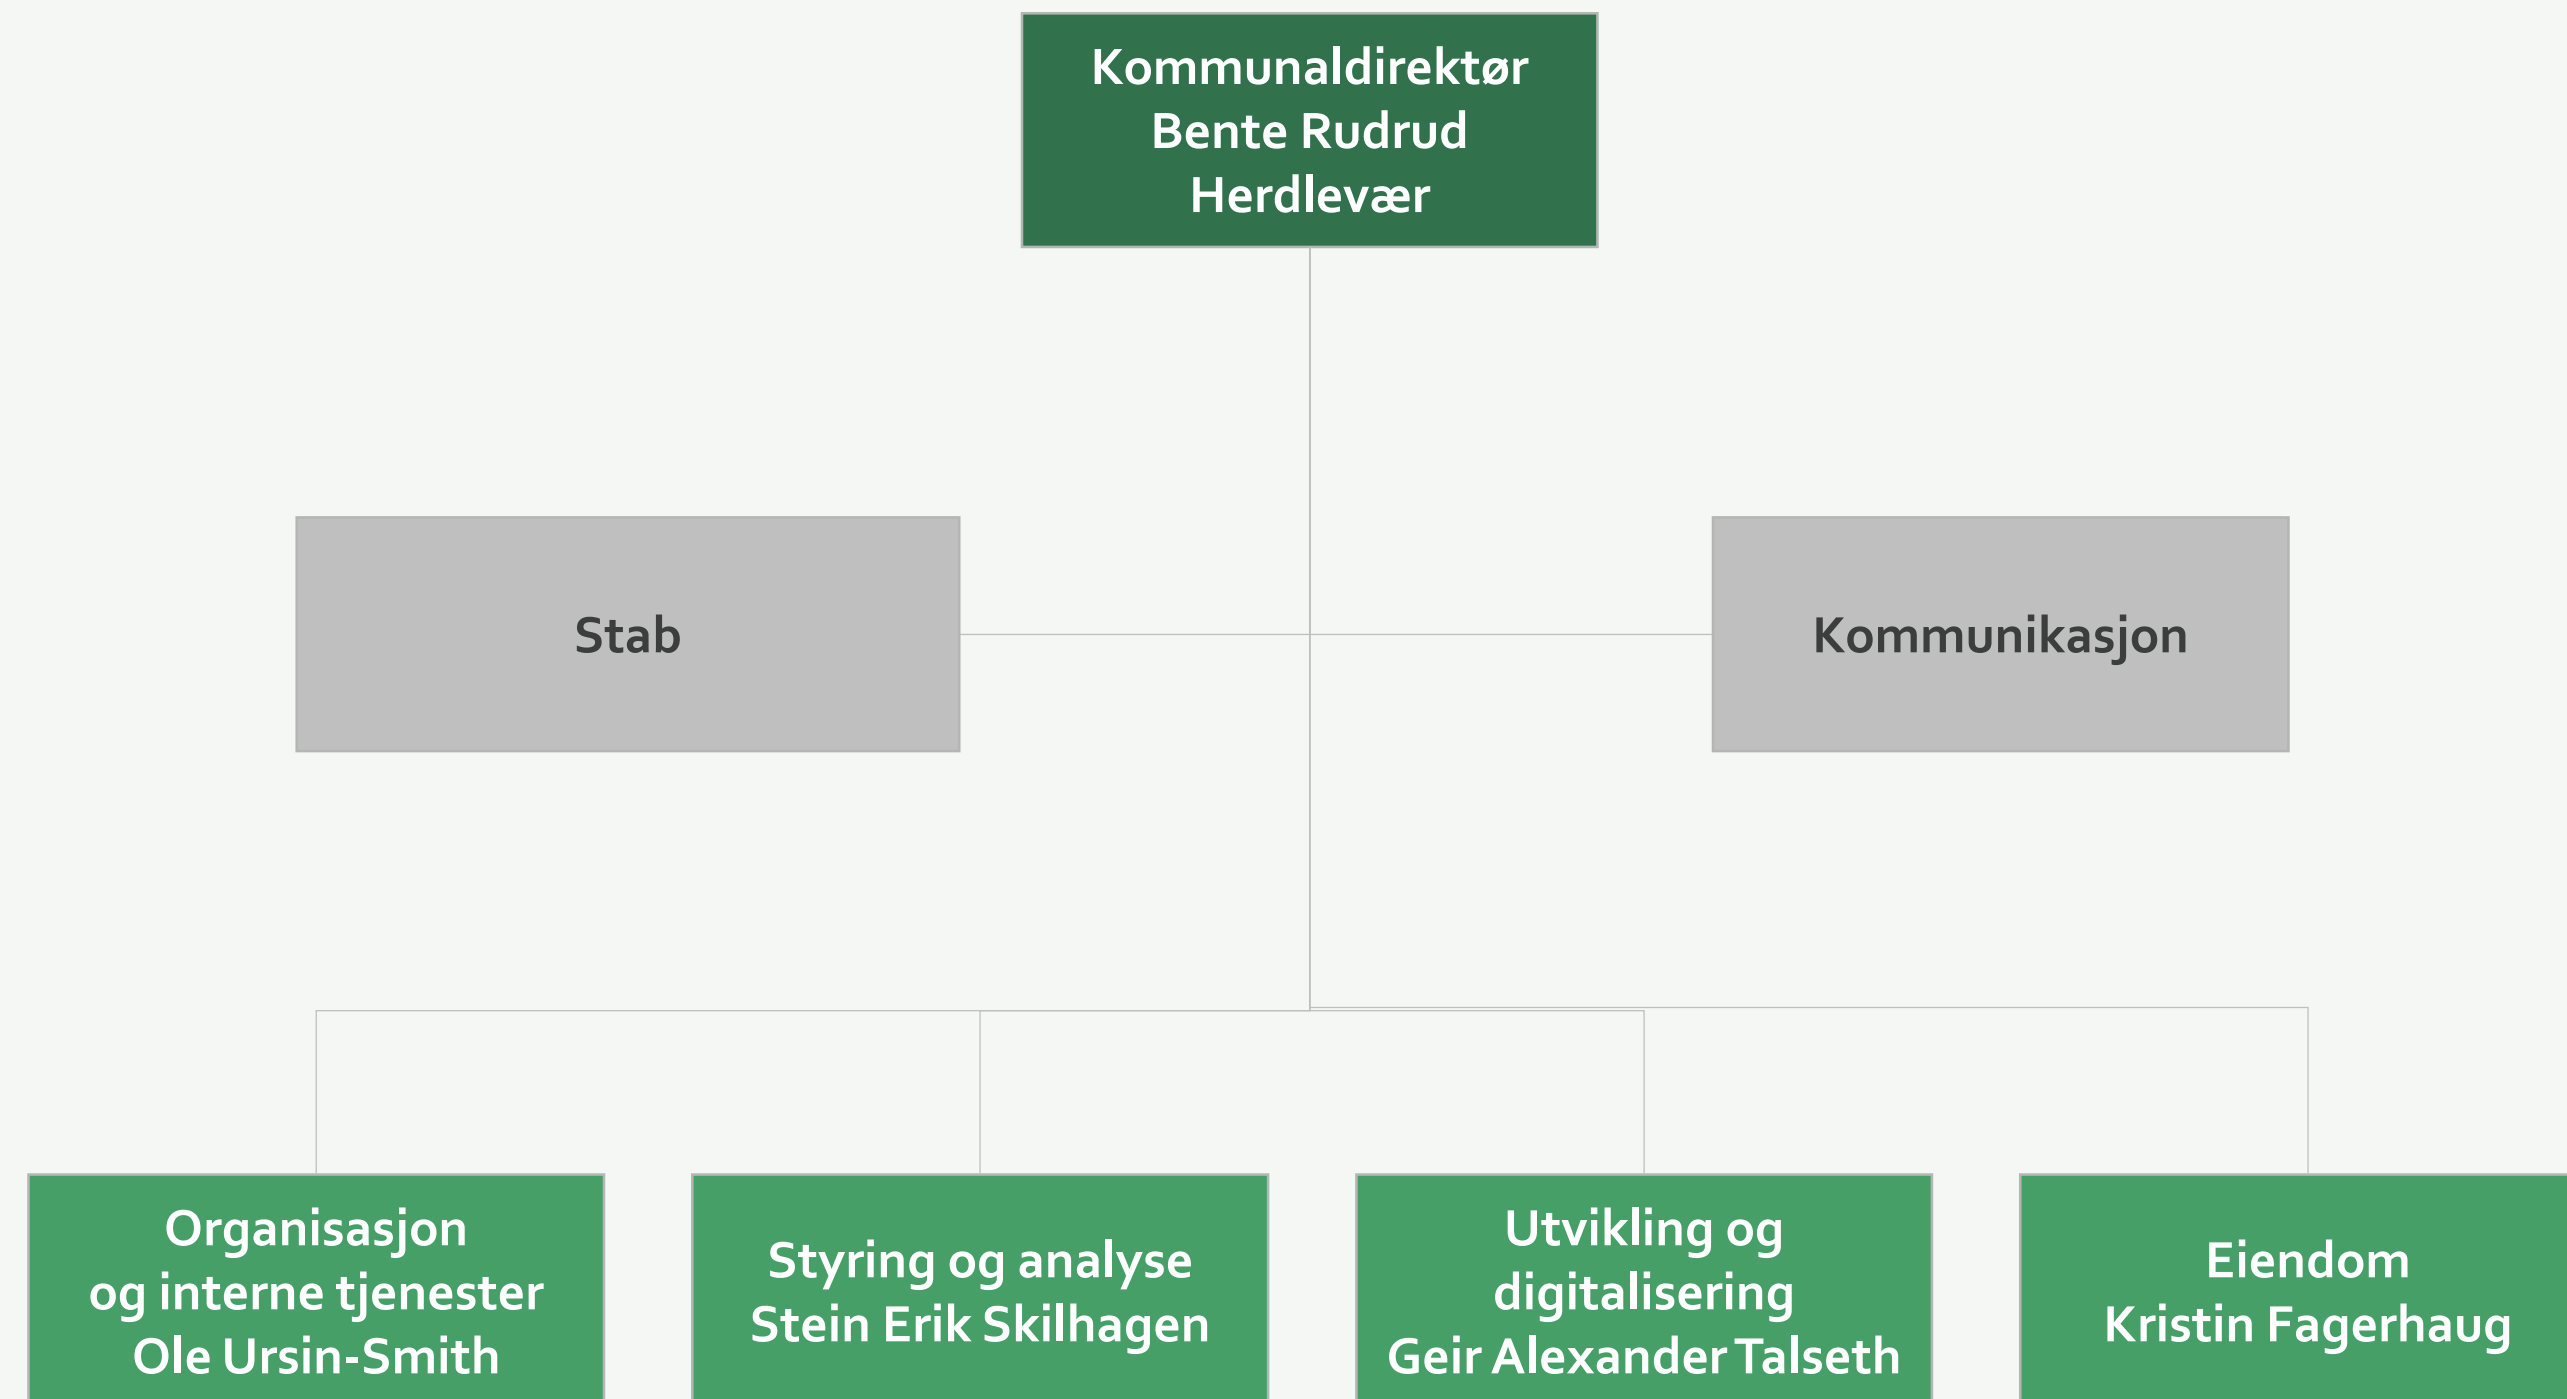 Kommunaldirektør
Bente Rudrud
Herdlevær
Stab
Kommunikasjon
Organisasjon
og interne tjenester
Ole Ursin-Smith
Styring og analyse
Stein Erik Skilhagen
Utvikling og
digitalisering
Geir Alexander Talseth
Eiendom
Kristin Fagerhaug